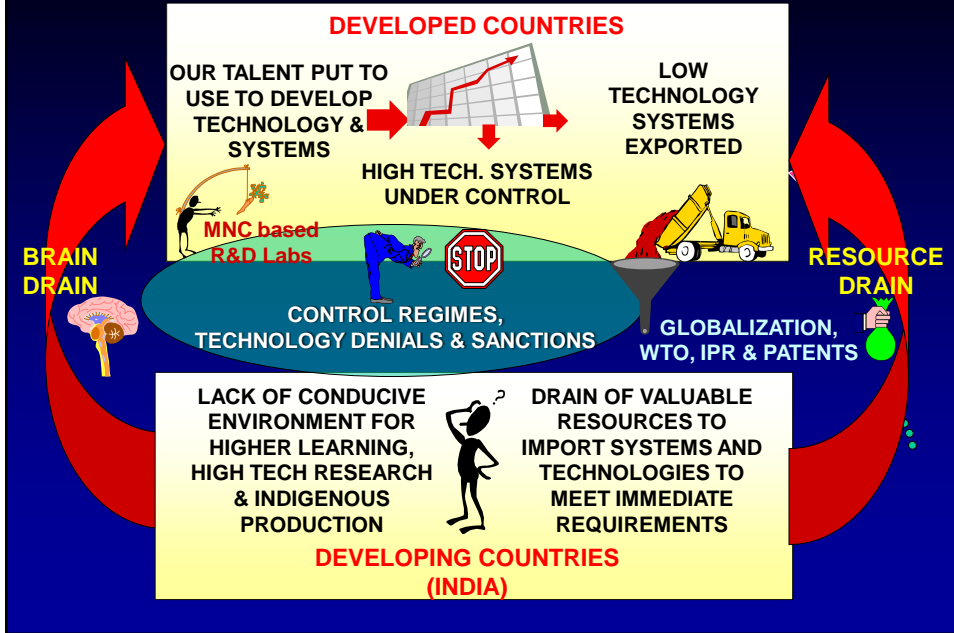 DEVELOPED COUNTRIES
OUR TALENT PUT TO
USE TO DEVELOP
TECHNOLOGY &
SYSTEMS
LOW
TECHNOLOGY
SYSTEMS
EXPORTED
HIGH TECH. SYSTEMS
UNDER CONTROL
MNC based
R&D Labs
STOP
BRAIN
DRAIN
RESOURCE
DRAIN
CONTROL REGIMES,
TECHNOLOGY DENIALS & SANCTIONS
GLOBALIZATION,
WTO, IPR & PATENTS
LACK OF CONDUCIVE
ENVIRONMENT FOR
HIGHER LEARNING,
HIGH TECH RESEARCH
& INDIGENOUS
PRODUCTION
?
DRAIN OF VALUABLE
RESOURCES TO
IMPORT SYSTEMS AND
TECHNOLOGIES TO
MEET IMMEDIATE
REQUIREMENTS
DEVELOPING COUNTRIES
(INDIA)